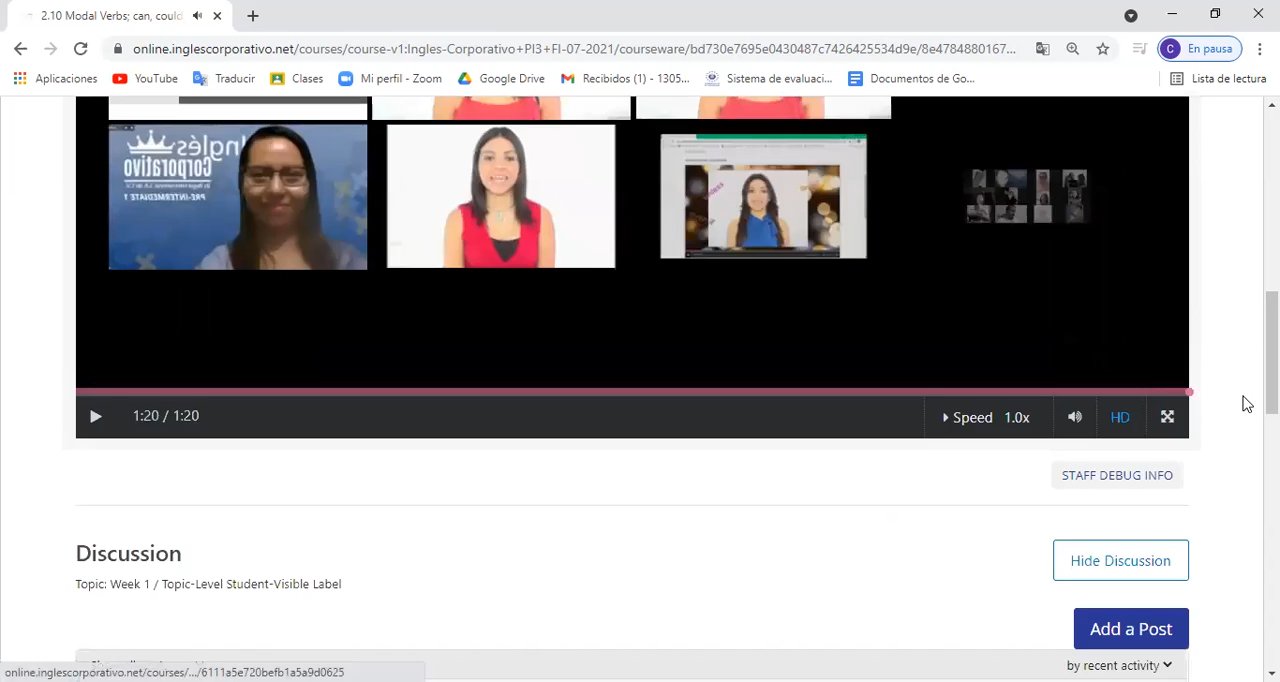 2.10 Modal Verbs; can, could
online.inglescorporativo.net/courses/course-v1:Ingles-Corporativo+PI3+FI-07-2021/courseware/bd730e7695e0430487c7426425534d9e/8e4784880167...
C En pausa
Aplicaciones YouTube Traducir Clases Mi perfil - Zoom Google Drive Recibidos (1) - 1305... Sistema de evaluaci... Documentos de Go... Lista de lectura
Inglés
Corporativo
PRE-INTERMEDIATE 1
1:20 / 1:20
Speed 1.0x HD
STAFF DEBUG INFO
Discussion
Hide Discussion
Topic: Week 1 / Topic-Level Student-Visible Label
Add a Post
by recent activity
online.inglescorporativo.net/courses/.../6111a5e720befb1a5a9d0625